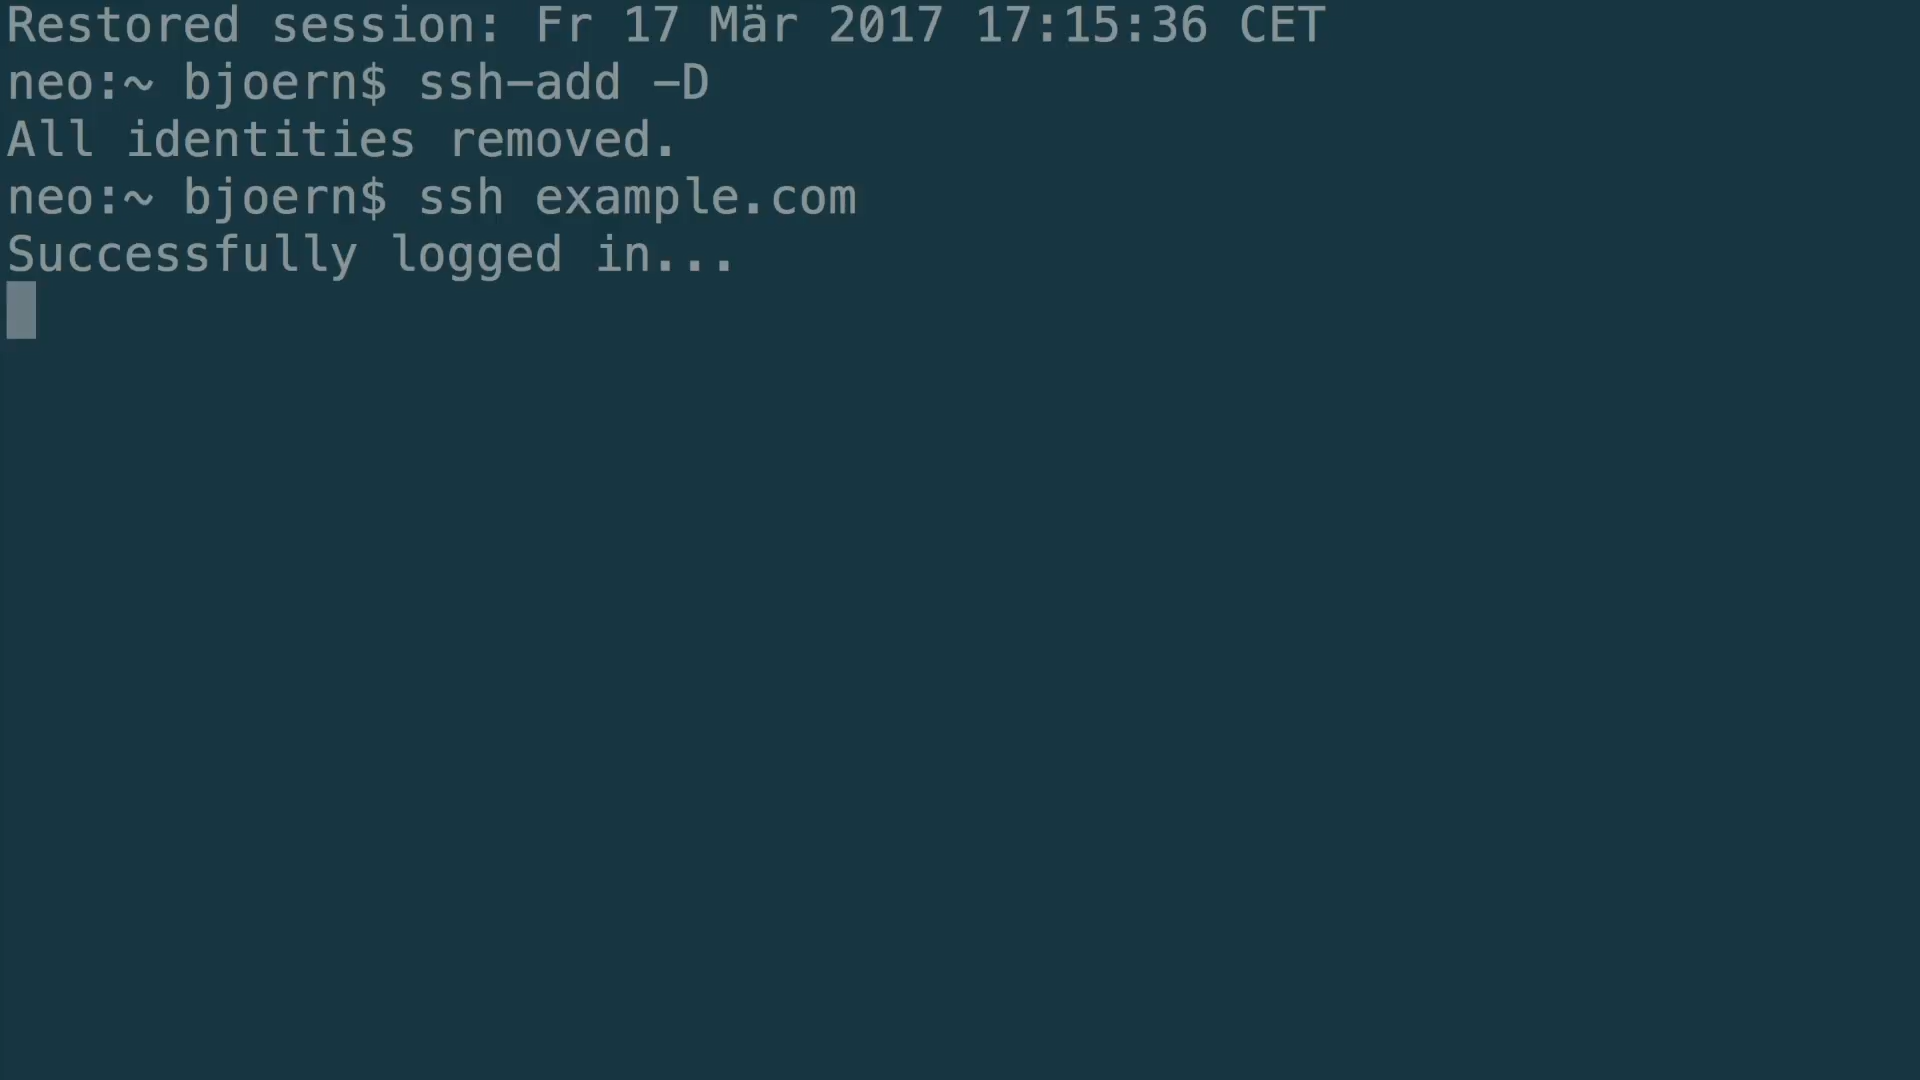 Restored session: Fr 17 Mär 2017 17:15:36 CET
neo:~ bjoern$ ssh-add -D
All identities removed.
neo:~ bjoern$ ssh example.com
Successfully logged in...